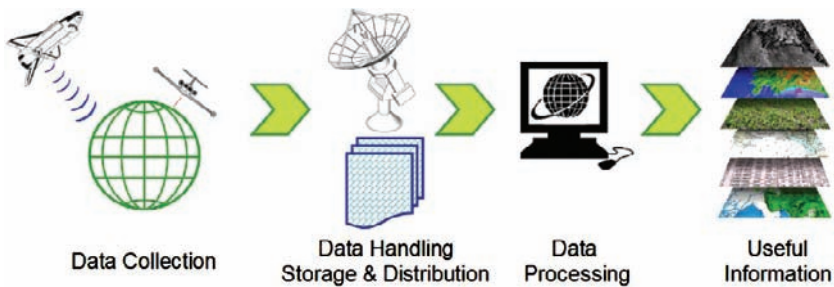 Data Collection
Data Handling
Storage & Distribution
Data
Processing
Useful
Information